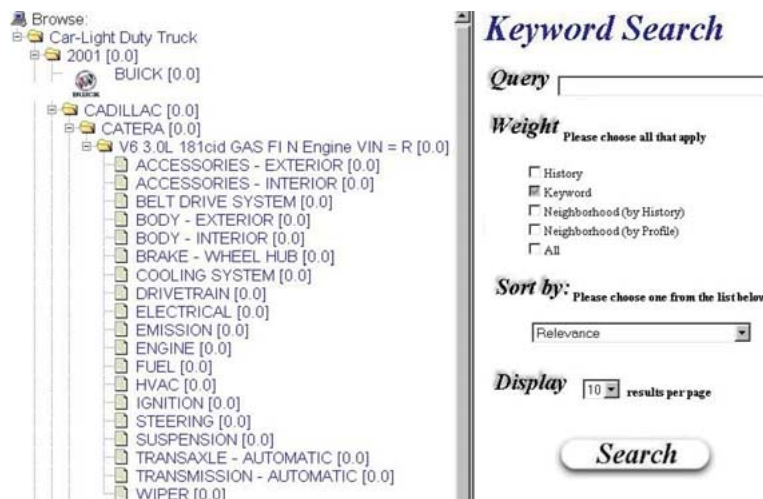 Browse:
Car-Light Duty Truck
2001 [0.0]
BUICK [0.0]
BUICK
CADILLAC [0.0]
CATERA [0.0]
V6 3.0L 181cid GAS FI N Engine VIN = R [0.0]
ACCESSORIES - EXTERIOR [0.0]
ACCESSORIES - INTERIOR [0.0]
BELT DRIVE SYSTEM [0.0]
BODY - EXTERIOR [0.0]
BODY - INTERIOR [0.0]
BRAKE - WHEEL HUB [0.0]
COOLING SYSTEM [0.0]
DRIVETRAIN [0.0]
ELECTRICAL [0.0]
EMISSION [0.0]
ENGINE [0.0]
FUEL [0.0]
HVAC [0.0]
IGNITION [0.0]
STEERING [0.0]
SUSPENSION [0.0]
TRANSAXLE - AUTOMATIC [0.0]
TRANSMISSION - AUTOMATIC [0.0]
WIPER [0.0]
Keyword Search
Query
Weight Please choose all that apply
History
Keyword
Neighborhood (by History)
Neighborhood (by Profile)
All
Sort by: Please choose one from the list below
Relevance
Display 10 results per page
Search